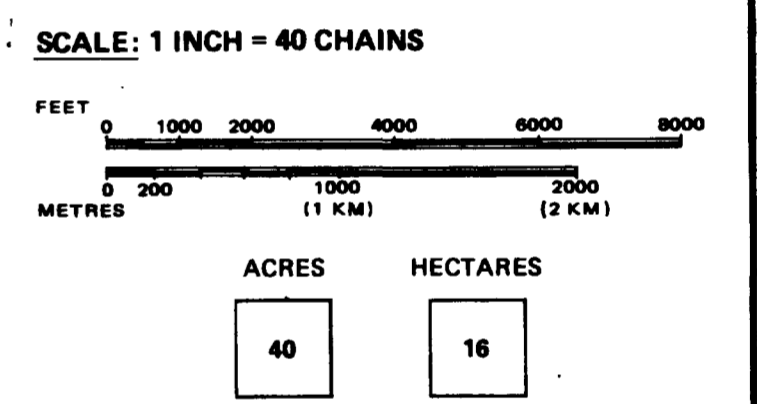 SCALE: 1 INCH = 40 CHAINS
FEET
0 1000 2000 4000 6000 8000
0 200 1000 2000
METRES (1 KM) (2 KM)
ACRES HECTARES
40 16